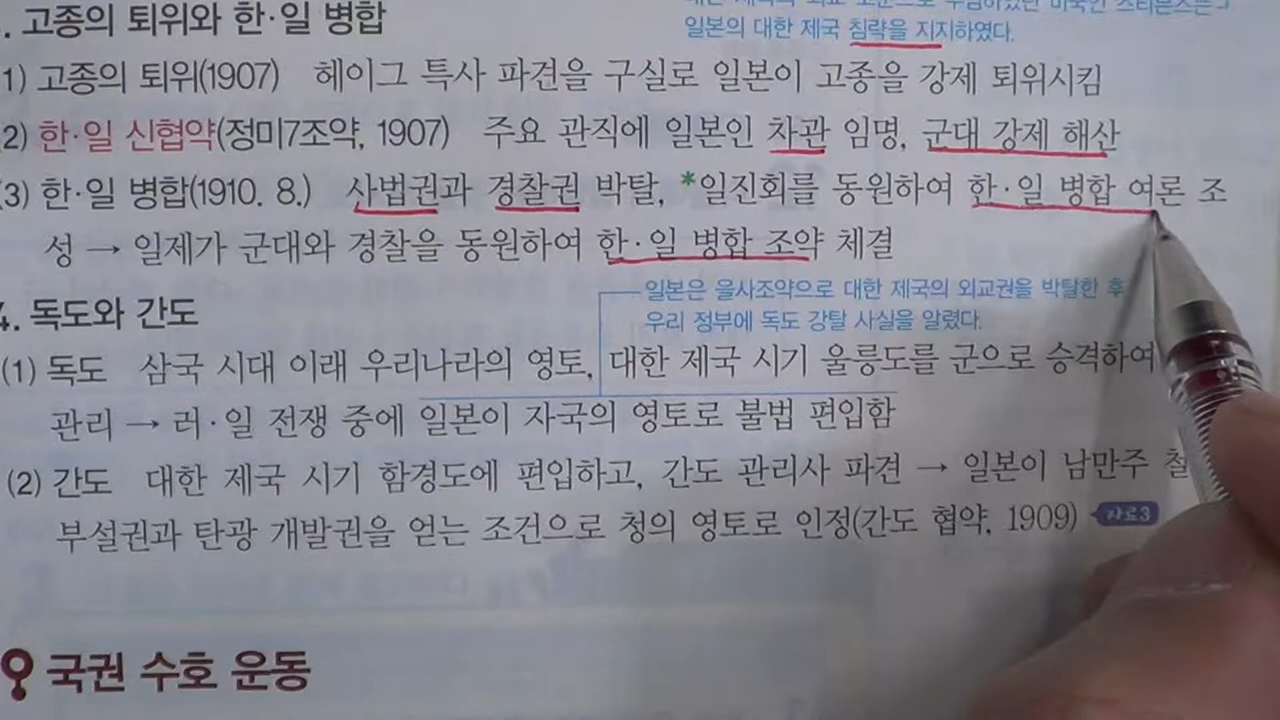 . 고종의 퇴위와 한·일 병합
일본의 대한 제국 침략을 지지하였다.
1) 고종의 퇴위(1907) 헤이그 특사 파견을 구실로 일본이 고종을 강제 퇴위시킴
2) 한·일 신협약(정미7조약, 1907) 주요 관직에 일본인 차관 임명, 군대 강제 해산
(3) 한·일 병합(1910. 8.) 사법권과 경찰권 박탈, *일진회를 동원하여 한·일 병합 여론 조
성 → 일제가 군대와 경찰을 동원하여 한·일 병합 조약 체결
일본은 을사조약으로 대한 제국의 외교권을 박탈한 후
우리 정부에 독도 강탈 사실을 알렸다.
4. 독도와 간도
(1) 독도 삼국 시대 이래 우리나라의 영토, 대한 제국 시기 울릉도를 군으로 승격하여
관리 → 러·일 전쟁 중에 일본이 자국의 영토로 불법 편입함
(2) 간도 대한 제국 시기 함경도에 편입하고, 간도 관리사 파견 → 일본이 남만주 철
부설권과 탄광 개발권을 얻는 조건으로 청의 영토로 인정(간도 협약, 1909) 자료3
국권 수호 운동